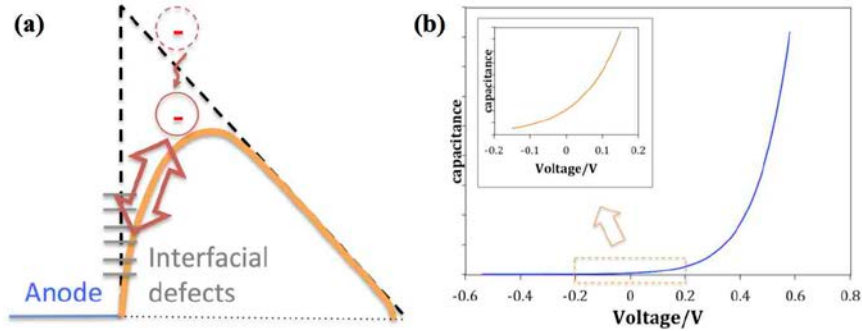 (a)
-
-
Interfacial
defects
Anode
(b)
capacitance
Voltage/V
-0.6
-0.4
-0.2
0
0.2
0.4
0.6
0.8
capacitance
Voltage/V
-0.2
-0.1
0
0.1
0.2